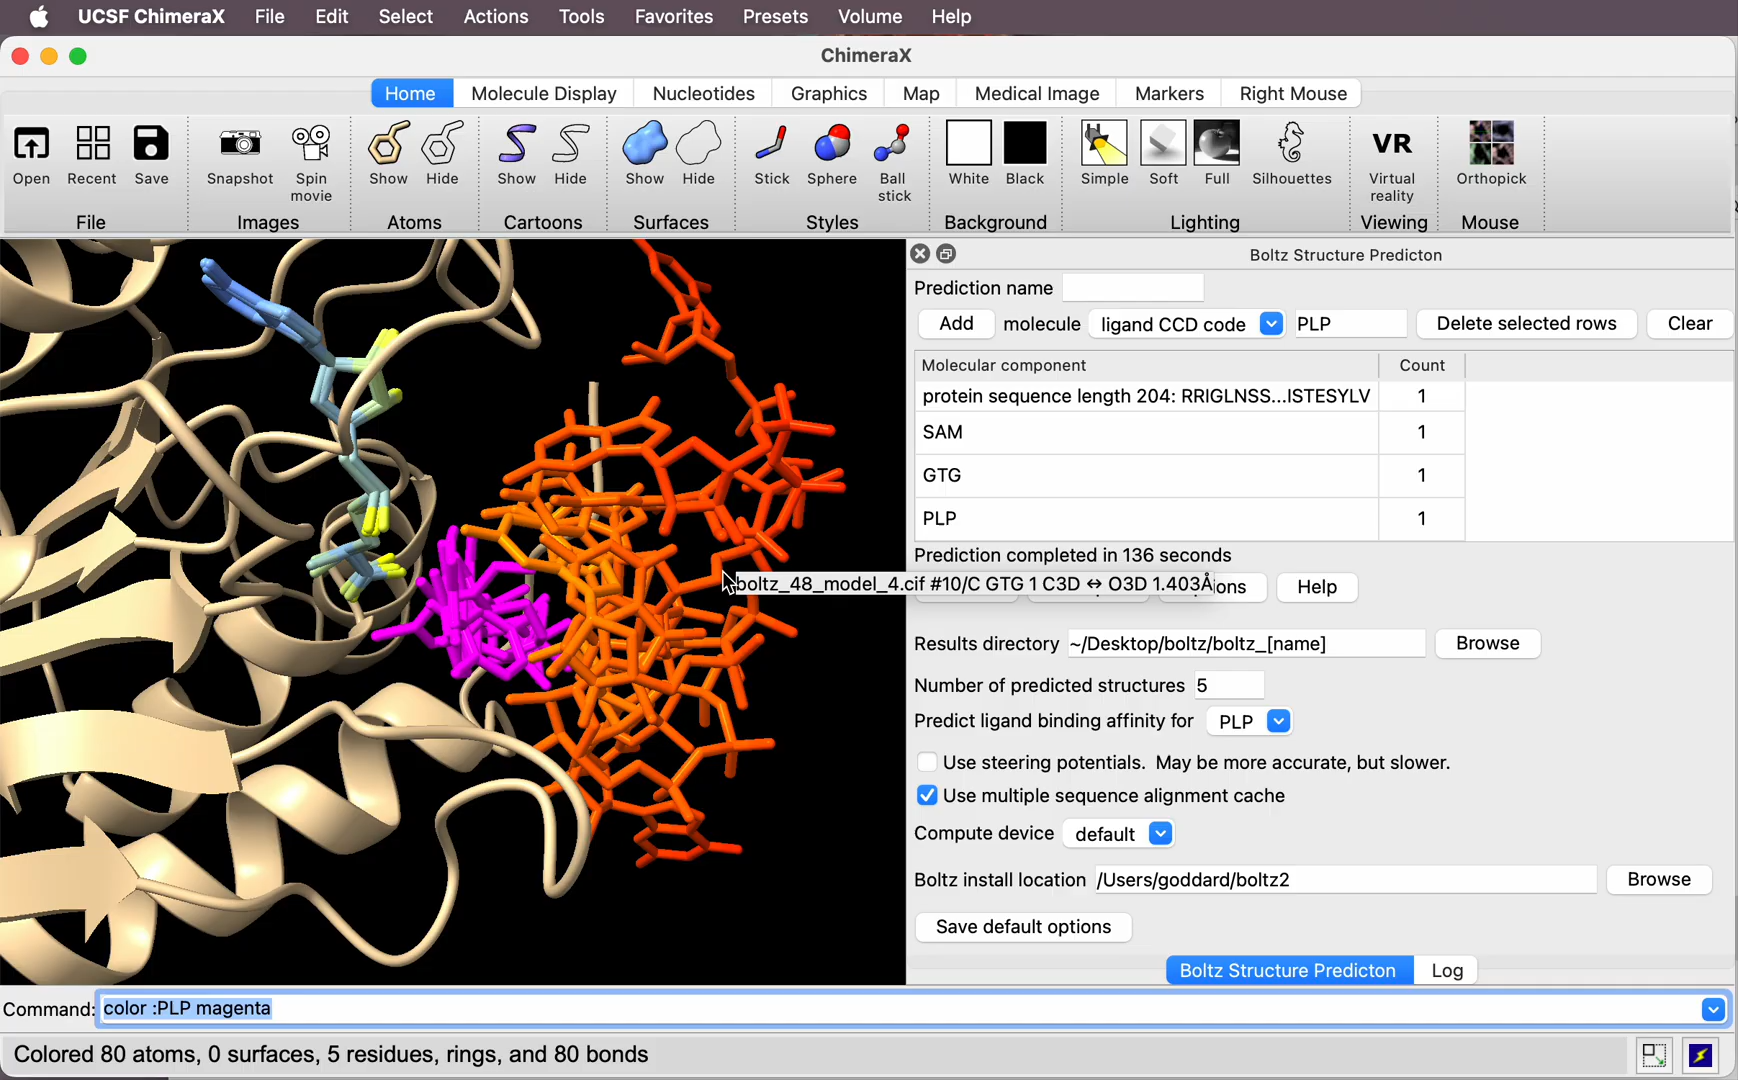 UCSF ChimeraX File Edit Select Actions Tools Favorites Presets Volume Help
ChimeraX
Home Molecule Display Nucleotides Graphics Map Medical Image Markers Right Mouse
Open Recent Save Snapshot Spin movie Show Hide Show Hide Show Hide Stick Sphere Ball stick White Black Simple Soft Full Silhouettes VR Virtual reality Orthopick
File Images Atoms Cartoons Surfaces Styles Background Lighting Viewing Mouse
Boltz Structure Predicton
Prediction name
Add molecule ligand CCD code PLP Delete selected rows Clear
Molecular component Count
protein sequence length 204: RRIGLNSS...ISTESYLV 1
SAM 1
GTG 1
PLP 1
Prediction completed in 136 seconds
boltz_48_model_4.cif #10/C GTG 1 C3D ↔ O3D 1.403Å
ons Help
Results directory ~/Desktop/boltz/boltz_[name] Browse
Number of predicted structures 5
Predict ligand binding affinity for PLP
Use steering potentials. May be more accurate, but slower.
Use multiple sequence alignment cache
Compute device default
Boltz install location /Users/goddard/boltz2 Browse
Save default options
Boltz Structure Predicton Log
Command: color :PLP magenta
Colored 80 atoms, 0 surfaces, 5 residues, rings, and 80 bonds